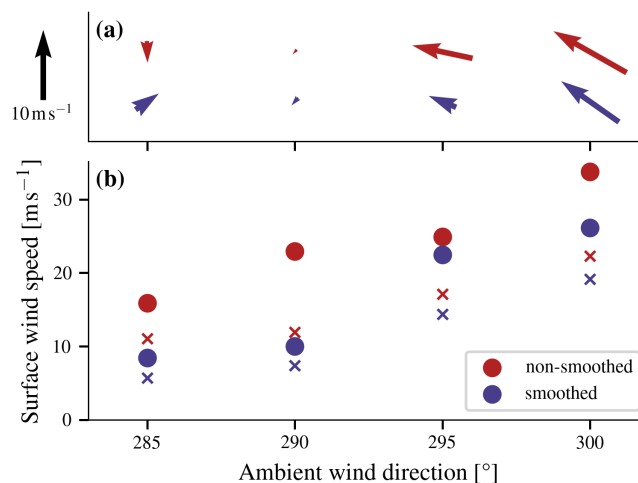 (a)
10 m s⁻¹
(b)
Surface wind speed [m s⁻¹]
30
20
10
0
non-smoothed
smoothed
285
290
295
300
Ambient wind direction [°]